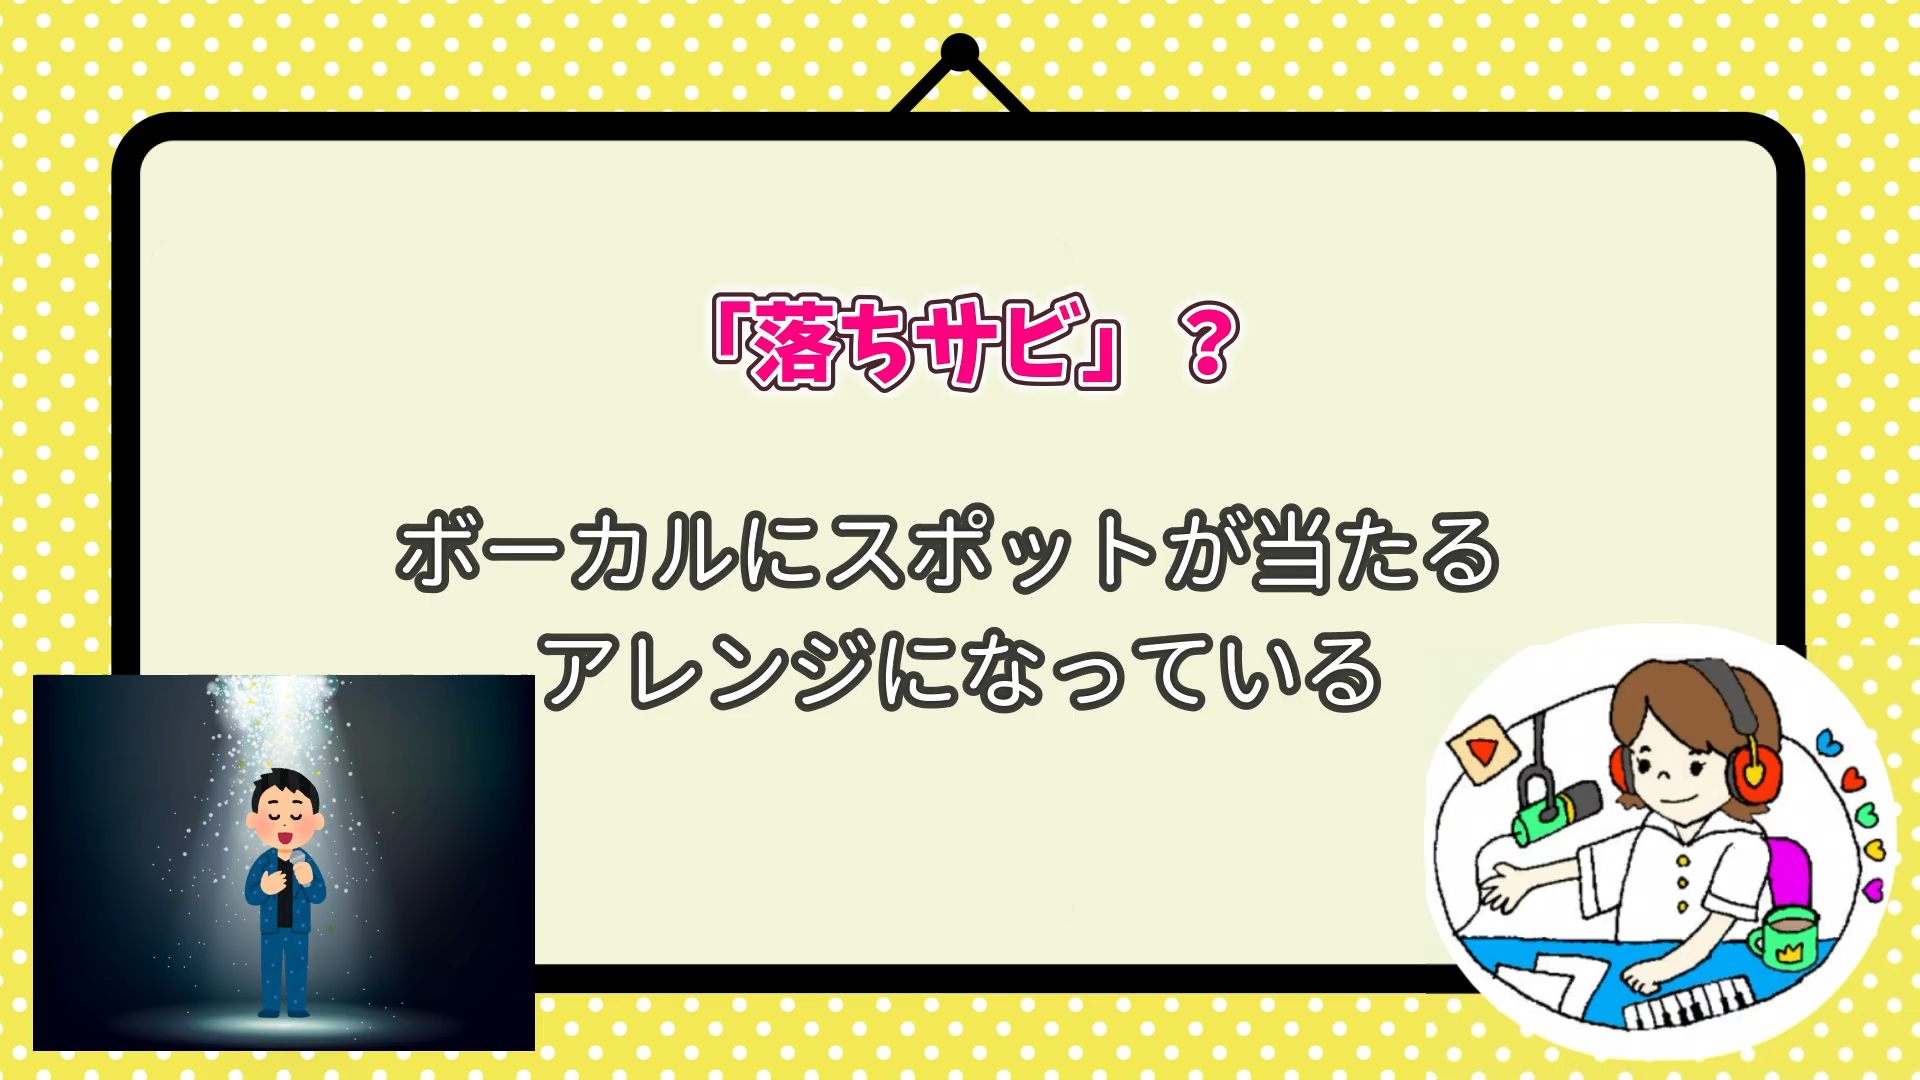 「落ちサビ」？
ボーカルにスポットが当たる
アレンジになっている